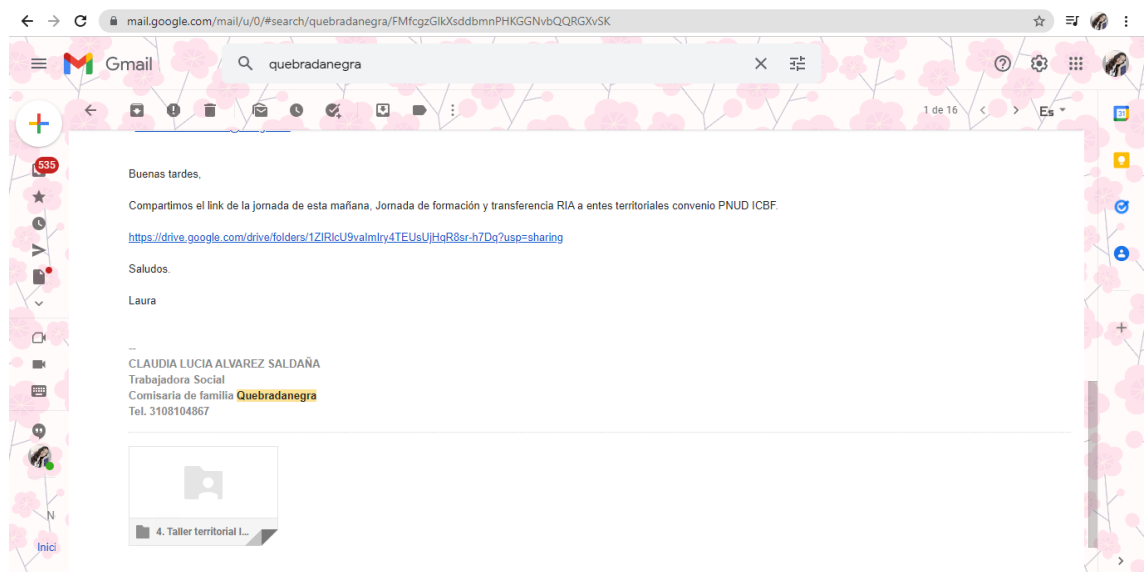 mail.google.com/mail/u/0/#search/quebradanegra/FMfcgzGlkXsddbmnPHKGGNvbQQRGXvSK
Gmail
quebradanegra
1 de 16
Es
31
535
Buenas tardes,
Compartimos el link de la jornada de esta mañana, Jornada de formación y transferencia RIA a entes territoriales convenio PNUD ICBF.
https://drive.google.com/drive/folders/1ZIRlcU9valmlry4TEUsUjHqR8sr-h7Dq?usp=sharing
Saludos.
Laura
--
CLAUDIA LUCIA ALVAREZ SALDAÑA
Trabajadora Social
Comisaria de familia Quebradanegra
Tel. 3108104867
4. Taller territorial I...
N
Inici